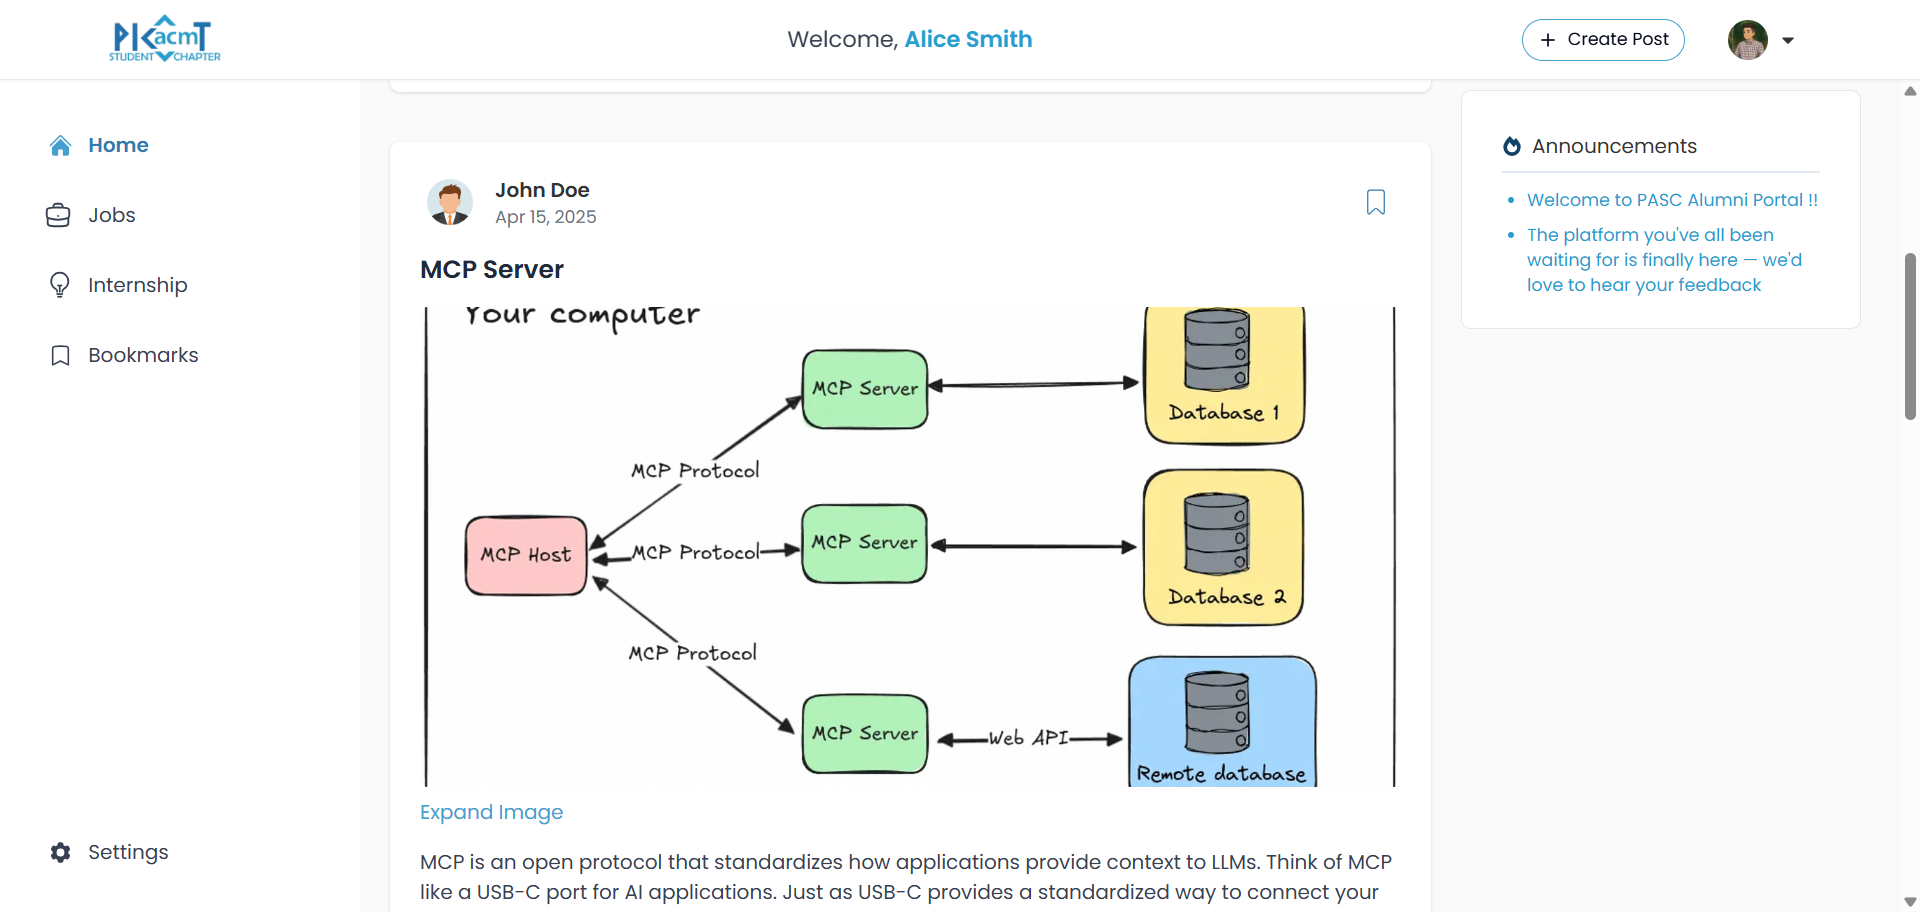 PICT acm
STUDENT CHAPTER
Welcome, Alice Smith
+ Create Post
Home
Jobs
Internship
Bookmarks
Settings
John Doe
Apr 15, 2025
MCP Server
Your computer
MCP Server
Database 1
MCP Protocol
MCP Host
MCP Protocol
MCP Server
Database 2
MCP Protocol
MCP Server
Web API
Remote database
Expand Image
MCP is an open protocol that standardizes how applications provide context to LLMs. Think of MCP
like a USB-C port for AI applications. Just as USB-C provides a standardized way to connect your
Announcements
• Welcome to PASC Alumni Portal !!
• The platform you've all been
waiting for is finally here — we'd
love to hear your feedback